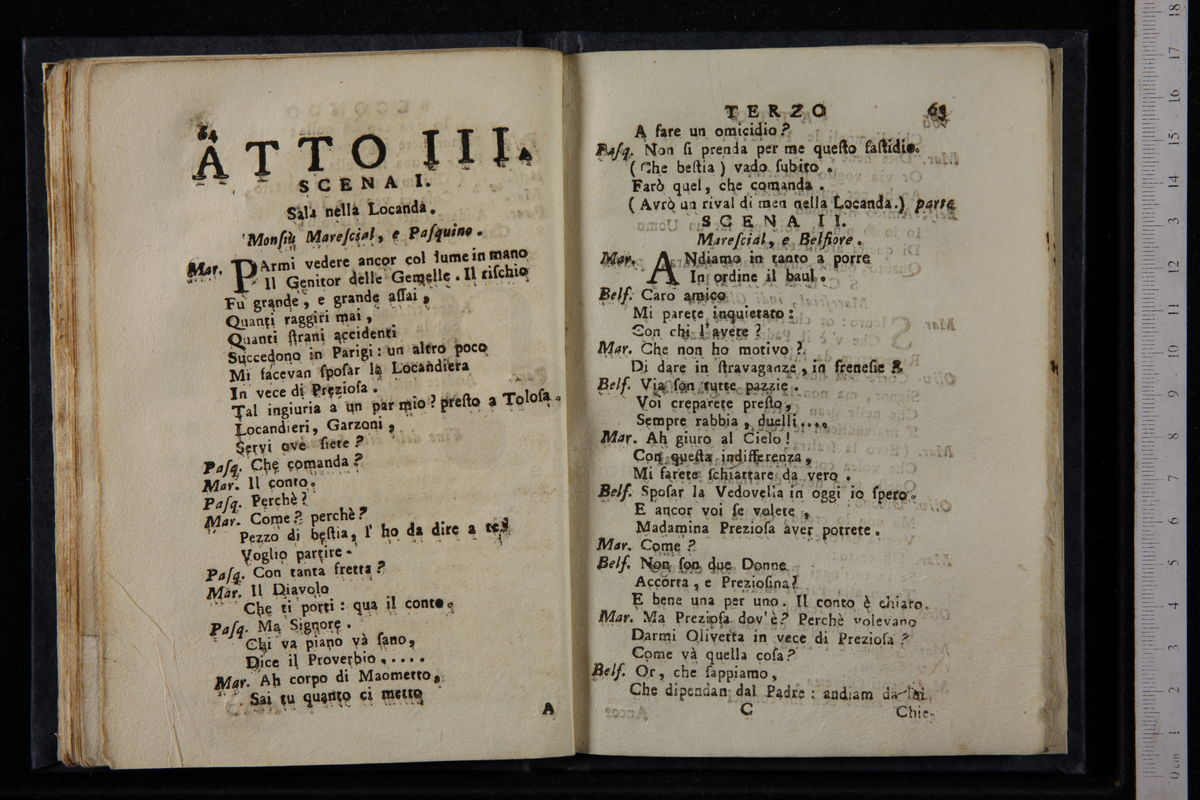 64
ATTO III.
SCENA I.
Sala nella Locanda.
Monsiù Mareſcial, e Paſquino.
Mar. PArmi vedere ancor col lume in mano
Il Genitor delle Gemelle. Il riſchio
Fù grande, e grande aſſai,
Quanti raggiri mai,
Quanti ſtrani accidenti
Succedono in Parigi: un altro poco
Mi facevan ſpoſar la Locandiera
In vece di Prezioſa.
Tal ingiuria a un par mio? preſto a Toloſa.
Locandieri, Garzoni,
Servi ove ſiete?
Paſq. Che comanda?
Mar. Il conto.
Paſq. Perchè?
Mar. Come? perchè?
Pezzo di beſtia, l' ho da dire a te?
Voglio partire.
Paſq. Con tanta fretta?
Mar. Il Diavolo
Che ti porti: qua il conto.
Paſq. Ma Signore.
Chi va piano và ſano,
Dice il Proverbio.....
Mar. Ah corpo di Maometto,
Sai tu quanto ci metto
A
TERZO 65
A fare un omicidio?
Paſq. Non ſi prenda per me queſto faſtidio.
(Che beſtia) vado ſubito.
Farò quel, che comanda.
(Avrò un rival di men nella Locanda.) parte
SCENA II.
Mareſcial, e Belfiore.
Mar. ANdiamo in tanto a porre
In ordine il baul.
Belf. Caro amico
Mi parete inquietato:
Con chi l'avete?
Mar. Che non ho motivo?
Di dare in ſtravaganze, in freneſie?
Belf. Via ſon tutte pazzie.
Voi creparete preſto,
Sempre rabbia, duelli....
Mar. Ah giuro al Cielo!
Con queſta indifferenza,
Mi farete ſchiattare da vero.
Belf. Spoſar la Vedovella in oggi io ſpero.
E ancor voi ſe volete,
Madamina Prezioſa aver potrete.
Mar. Come?
Belf. Non ſon due Donne
Accorta, e Prezioſina?
E bene una per uno. Il conto è chiaro.
Mar. Ma Prezioſa dov'è? Perchè volevano
Darmi Olivetta in vece di Prezioſa?
Come và quella coſa?
Belf. Or, che ſappiamo,
Che dipendan dal Padre: andiam da lui.
C Chie-